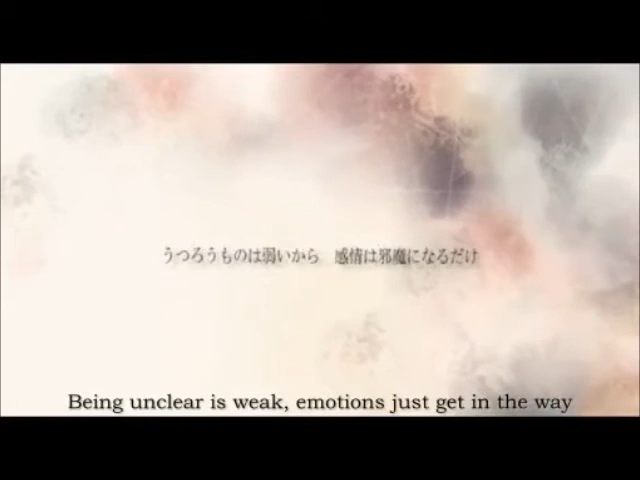 うつろうものは弱いから　感情は邪魔になるだけ
Being unclear is weak, emotions just get in the way